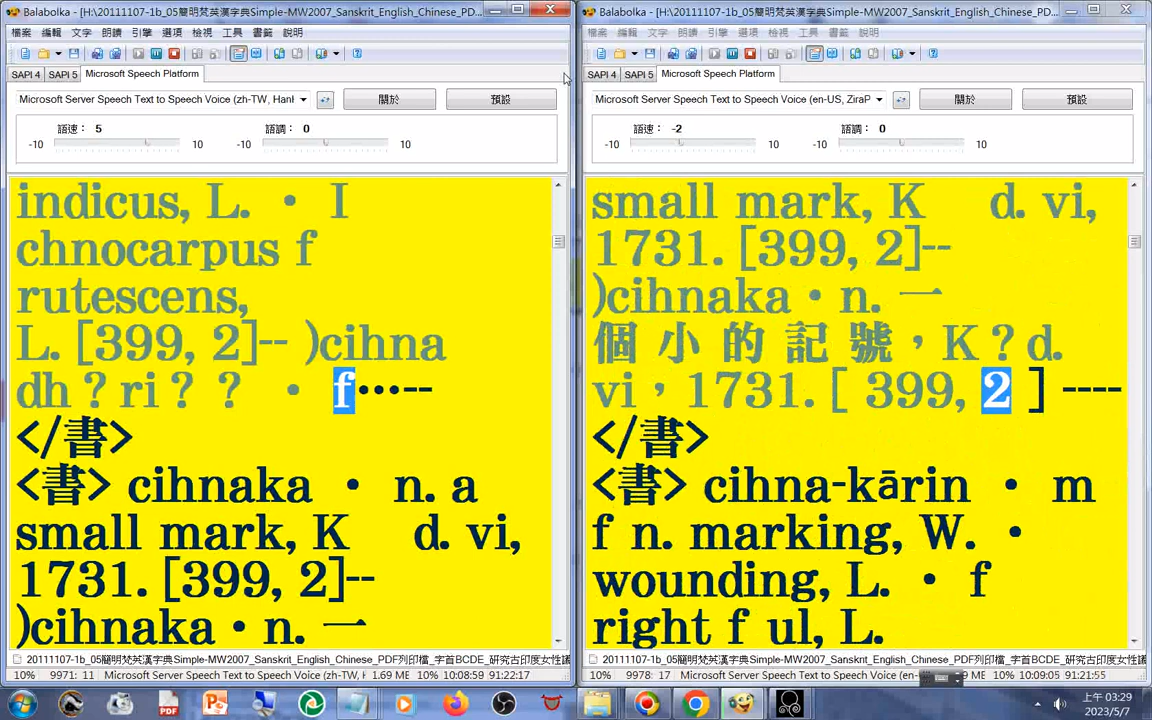 Balabolka - [H:\20111107-1b_05簡明梵英漢字典Simple-MW2007_Sanskrit_English_Chinese_PD...
檔案 編輯 文字 朗讀 引擎 選項 檢視 工具 書籤 說明
SAPI 4 SAPI 5 Microsoft Speech Platform
Microsoft Server Speech Text to Speech Voice (zh-TW, HanH 關於 預設
語速： 5 語調： 0
-10 10 -10 10
indicus, L. • I
chnocarpus f
rutescens,
L. [399, 2]-- )cihna
dh？ri？？ • f•••--
</書>
<書> cihnaka • n. a
small mark, K d. vi,
1731. [399, 2]--
)cihnaka • n. 一
20111107-1b_05簡明梵英漢字典Simple-MW2007_Sanskrit_English_Chinese_PDF列印檔_字首BCDE_研究古印度女性議
10% 9971: 11 Microsoft Server Speech Text to Speech Voice (zh-TW, H 1.69 MB 10% 10:08:59 91:22:17
Balabolka - [H:\20111107-1b_05簡明梵英漢字典Simple-MW2007_Sanskrit_English_Chinese_PD...
檔案 編輯 文字 朗讀 引擎 選項 檢視 工具 書籤 說明
SAPI 4 SAPI 5 Microsoft Speech Platform
Microsoft Server Speech Text to Speech Voice (en-US, ZiraP 關於 預設
語速： -2 語調： 0
-10 10 -10 10
small mark, K d. vi,
1731. [399, 2]--
)cihnaka • n. 一
個 小 的 記 號，K？d.
vi，1731. [ 399, 2 ] ----
</書>
<書> cihna-kārin • m
f n. marking, W. •
wounding, L. • f
right f ul, L.
20111107-1b_05簡明梵英漢字典Simple-MW2007_Sanskrit_English_Chinese_PDF列印檔_字首BCDE_研究古印度女性議
10% 9978: 17 Microsoft Server Speech Text to Speech Voice (en-U 10% 10:09:05 91:21:55
上午 03:29
2023/5/7